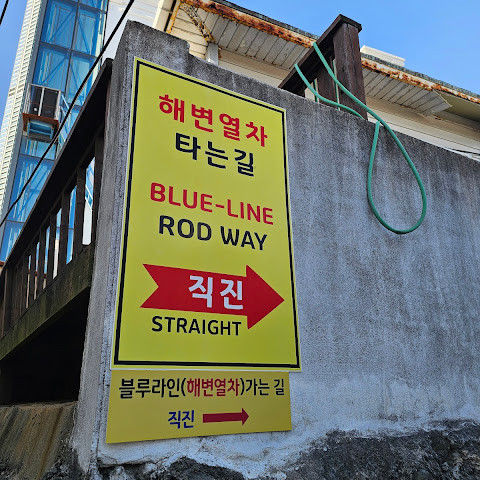 해변열차
타는길
BLUE-LINE
ROD WAY
직진
STRAIGHT
블루라인(해변열차)가는 길
직진